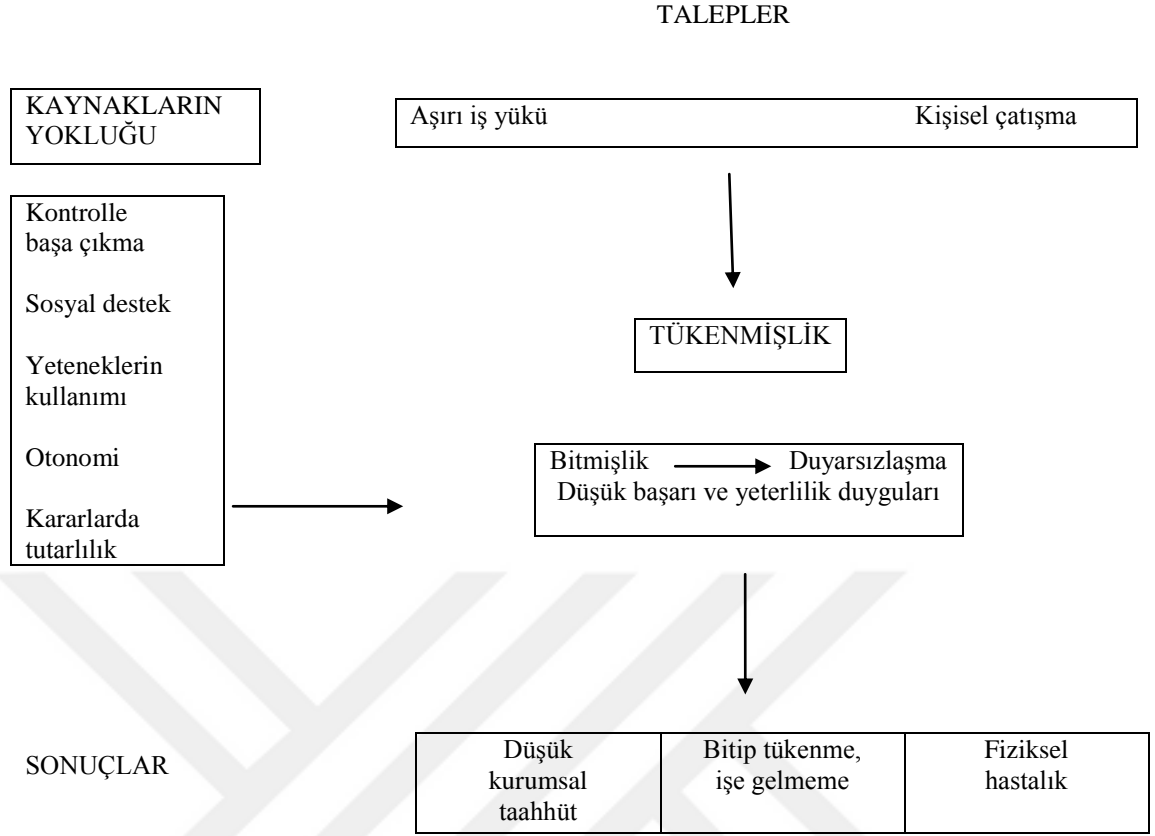 TALEPLER
KAYNAKLARIN
YOKLUĞU
Aşırı iş yükü Kişisel çatışma
Kontrolle
başa çıkma
Sosyal destek
Yeteneklerin
kullanımı
Otonomi
Kararlarda
tutarlılık
TÜKENMİŞLİK
Bitmişlik Duyarsızlaşma
Düşük başarı ve yeterlilik duyguları
SONUÇLAR
Düşük
kurumsal
taahhüt
Bitip tükenme,
işe gelmeme
Fiziksel
hastalık